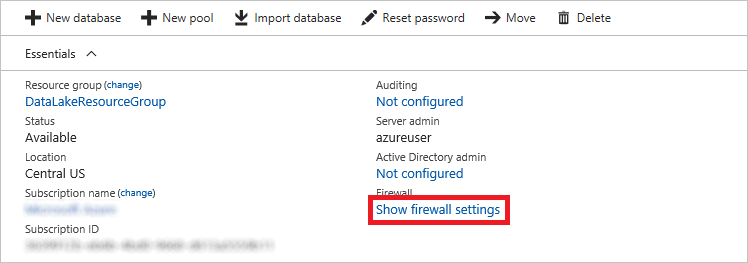 New database New pool Import database Reset password Move Delete
Essentials
Resource group (change) Auditing
DataLakeResourceGroup Not configured
Status Server admin
Available azureuser
Location Active Directory admin
Central US Not configured
Subscription name (change) Firewall
Show firewall settings
Subscription ID